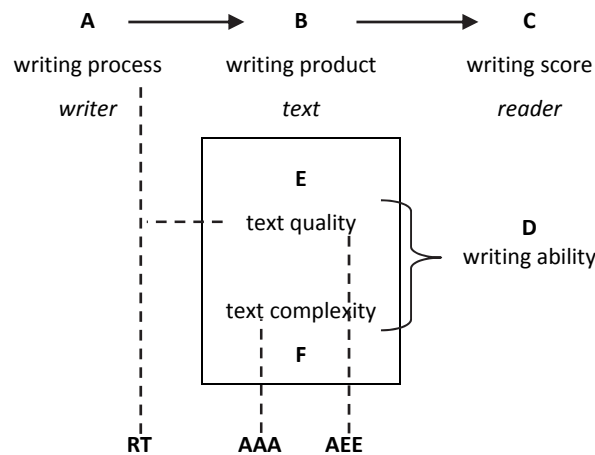 A B C
writing process writing product writing score
writer text reader
E
text quality
D
writing ability
text complexity
F
RT AAA AEE